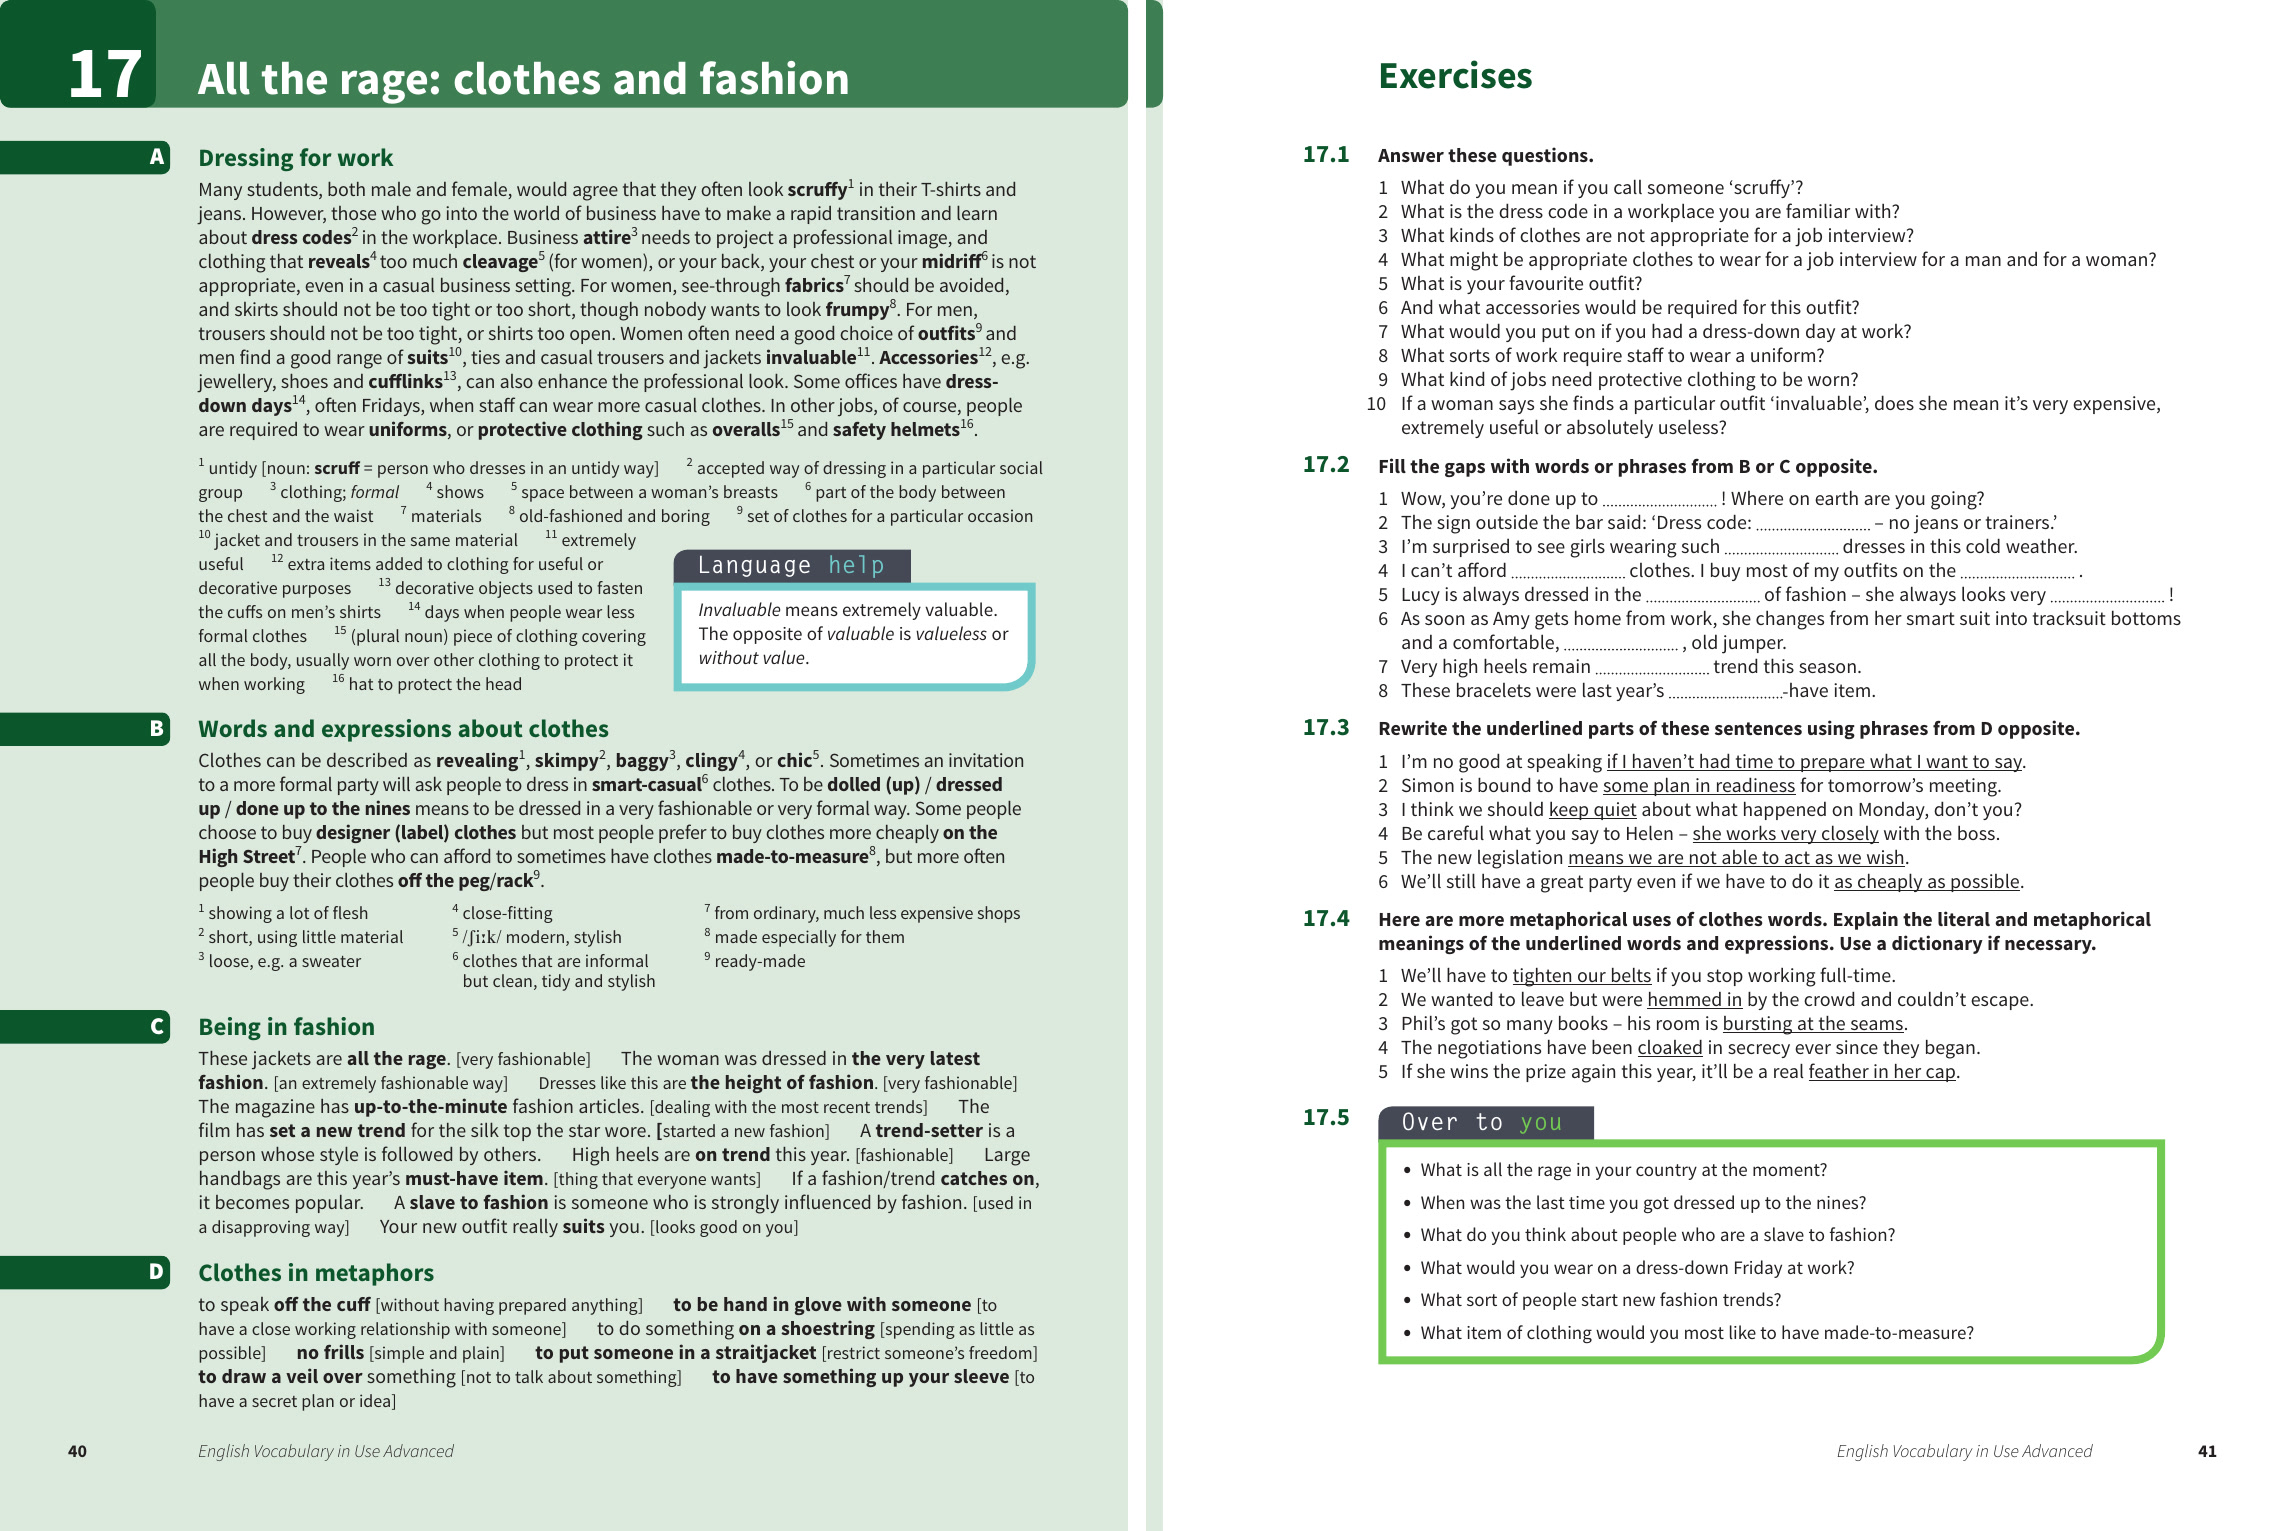 17
All the rage: clothes and fashion
A
Dressing for work
Many students, both male and female, would agree that they often look scruffy1 in their T-shirts and
jeans. However, those who go into the world of business have to make a rapid transition and learn
about dress codes2 in the workplace. Business attire3 needs to project a professional image, and
clothing that reveals4 too much cleavage5 (for women), or your back, your chest or your midriff6 is not
appropriate, even in a casual business setting. For women, see-through fabrics7 should be avoided,
and skirts should not be too tight or too short, though nobody wants to look frumpy8. For men,
trousers should not be too tight, or shirts too open. Women often need a good choice of outfits9 and
men find a good range of suits10, ties and casual trousers and jackets invaluable11. Accessories12, e.g.
jewellery, shoes and cufflinks13, can also enhance the professional look. Some offices have dress-
down days14, often Fridays, when staff can wear more casual clothes. In other jobs, of course, people
are required to wear uniforms, or protective clothing such as overalls15 and safety helmets16.
1 untidy [noun: scruff = person who dresses in an untidy way] 2 accepted way of dressing in a particular social
group 3 clothing; formal 4 shows 5 space between a woman's breasts 6 part of the body between
the chest and the waist 7 materials 8 old-fashioned and boring 9 set of clothes for a particular occasion
10 jacket and trousers in the same material 11 extremely
useful 12 extra items added to clothing for useful or
decorative purposes 13 decorative objects used to fasten
the cuffs on men's shirts 14 days when people wear less
formal clothes 15 (plural noun) piece of clothing covering
all the body, usually worn over other clothing to protect it
when working 16 hat to protect the head
Language help
Invaluable means extremely valuable.
The opposite of valuable is valueless or
without value.
B
Words and expressions about clothes
Clothes can be described as revealing1, skimpy2, baggy3, clingy4, or chic5. Sometimes an invitation
to a more formal party will ask people to dress in smart-casual6 clothes. To be dolled (up) / dressed
up / done up to the nines means to be dressed in a very fashionable or very formal way. Some people
choose to buy designer (label) clothes but most people prefer to buy clothes more cheaply on the
High Street7. People who can afford to sometimes have clothes made-to-measure8, but more often
people buy their clothes off the peg/rack9.
1 showing a lot of flesh
2 short, using little material
3 loose, e.g. a sweater
4 close-fitting
5 /ʃiːk/ modern, stylish
6 clothes that are informal
but clean, tidy and stylish
7 from ordinary, much less expensive shops
8 made especially for them
9 ready-made
C
Being in fashion
These jackets are all the rage. [very fashionable] The woman was dressed in the very latest
fashion. [an extremely fashionable way] Dresses like this are the height of fashion. [very fashionable]
The magazine has up-to-the-minute fashion articles. [dealing with the most recent trends] The
film has set a new trend for the silk top the star wore. [started a new fashion] A trend-setter is a
person whose style is followed by others. High heels are on trend this year. [fashionable] Large
handbags are this year's must-have item. [thing that everyone wants] If a fashion/trend catches on,
it becomes popular. A slave to fashion is someone who is strongly influenced by fashion. [used in
a disapproving way] Your new outfit really suits you. [looks good on you]
D
Clothes in metaphors
to speak off the cuff [without having prepared anything] to be hand in glove with someone [to
have a close working relationship with someone] to do something on a shoestring [spending as little as
possible] no frills [simple and plain] to put someone in a straitjacket [restrict someone's freedom]
to draw a veil over something [not to talk about something] to have something up your sleeve [to
have a secret plan or idea]
40 English Vocabulary in Use Advanced
Exercises
17.1 Answer these questions.
1 What do you mean if you call someone 'scruffy'?
2 What is the dress code in a workplace you are familiar with?
3 What kinds of clothes are not appropriate for a job interview?
4 What might be appropriate clothes to wear for a job interview for a man and for a woman?
5 What is your favourite outfit?
6 And what accessories would be required for this outfit?
7 What would you put on if you had a dress-down day at work?
8 What sorts of work require staff to wear a uniform?
9 What kind of jobs need protective clothing to be worn?
10 If a woman says she finds a particular outfit 'invaluable', does she mean it's very expensive,
extremely useful or absolutely useless?
17.2 Fill the gaps with words or phrases from B or C opposite.
1 Wow, you're done up to ............................ ! Where on earth are you going?
2 The sign outside the bar said: 'Dress code: ............................ – no jeans or trainers.'
3 I'm surprised to see girls wearing such ............................ dresses in this cold weather.
4 I can't afford ............................ clothes. I buy most of my outfits on the ............................ .
5 Lucy is always dressed in the ............................ of fashion – she always looks very ............................ !
6 As soon as Amy gets home from work, she changes from her smart suit into tracksuit bottoms
and a comfortable, ............................ , old jumper.
7 Very high heels remain ............................ trend this season.
8 These bracelets were last year's ............................-have item.
17.3 Rewrite the underlined parts of these sentences using phrases from D opposite.
1 I'm no good at speaking if I haven't had time to prepare what I want to say.
2 Simon is bound to have some plan in readiness for tomorrow's meeting.
3 I think we should keep quiet about what happened on Monday, don't you?
4 Be careful what you say to Helen – she works very closely with the boss.
5 The new legislation means we are not able to act as we wish.
6 We'll still have a great party even if we have to do it as cheaply as possible.
17.4 Here are more metaphorical uses of clothes words. Explain the literal and metaphorical
meanings of the underlined words and expressions. Use a dictionary if necessary.
1 We'll have to tighten our belts if you stop working full-time.
2 We wanted to leave but were hemmed in by the crowd and couldn't escape.
3 Phil's got so many books – his room is bursting at the seams.
4 The negotiations have been cloaked in secrecy ever since they began.
5 If she wins the prize again this year, it'll be a real feather in her cap.
17.5 Over to you
• What is all the rage in your country at the moment?
• When was the last time you got dressed up to the nines?
• What do you think about people who are a slave to fashion?
• What would you wear on a dress-down Friday at work?
• What sort of people start new fashion trends?
• What item of clothing would you most like to have made-to-measure?
English Vocabulary in Use Advanced 41